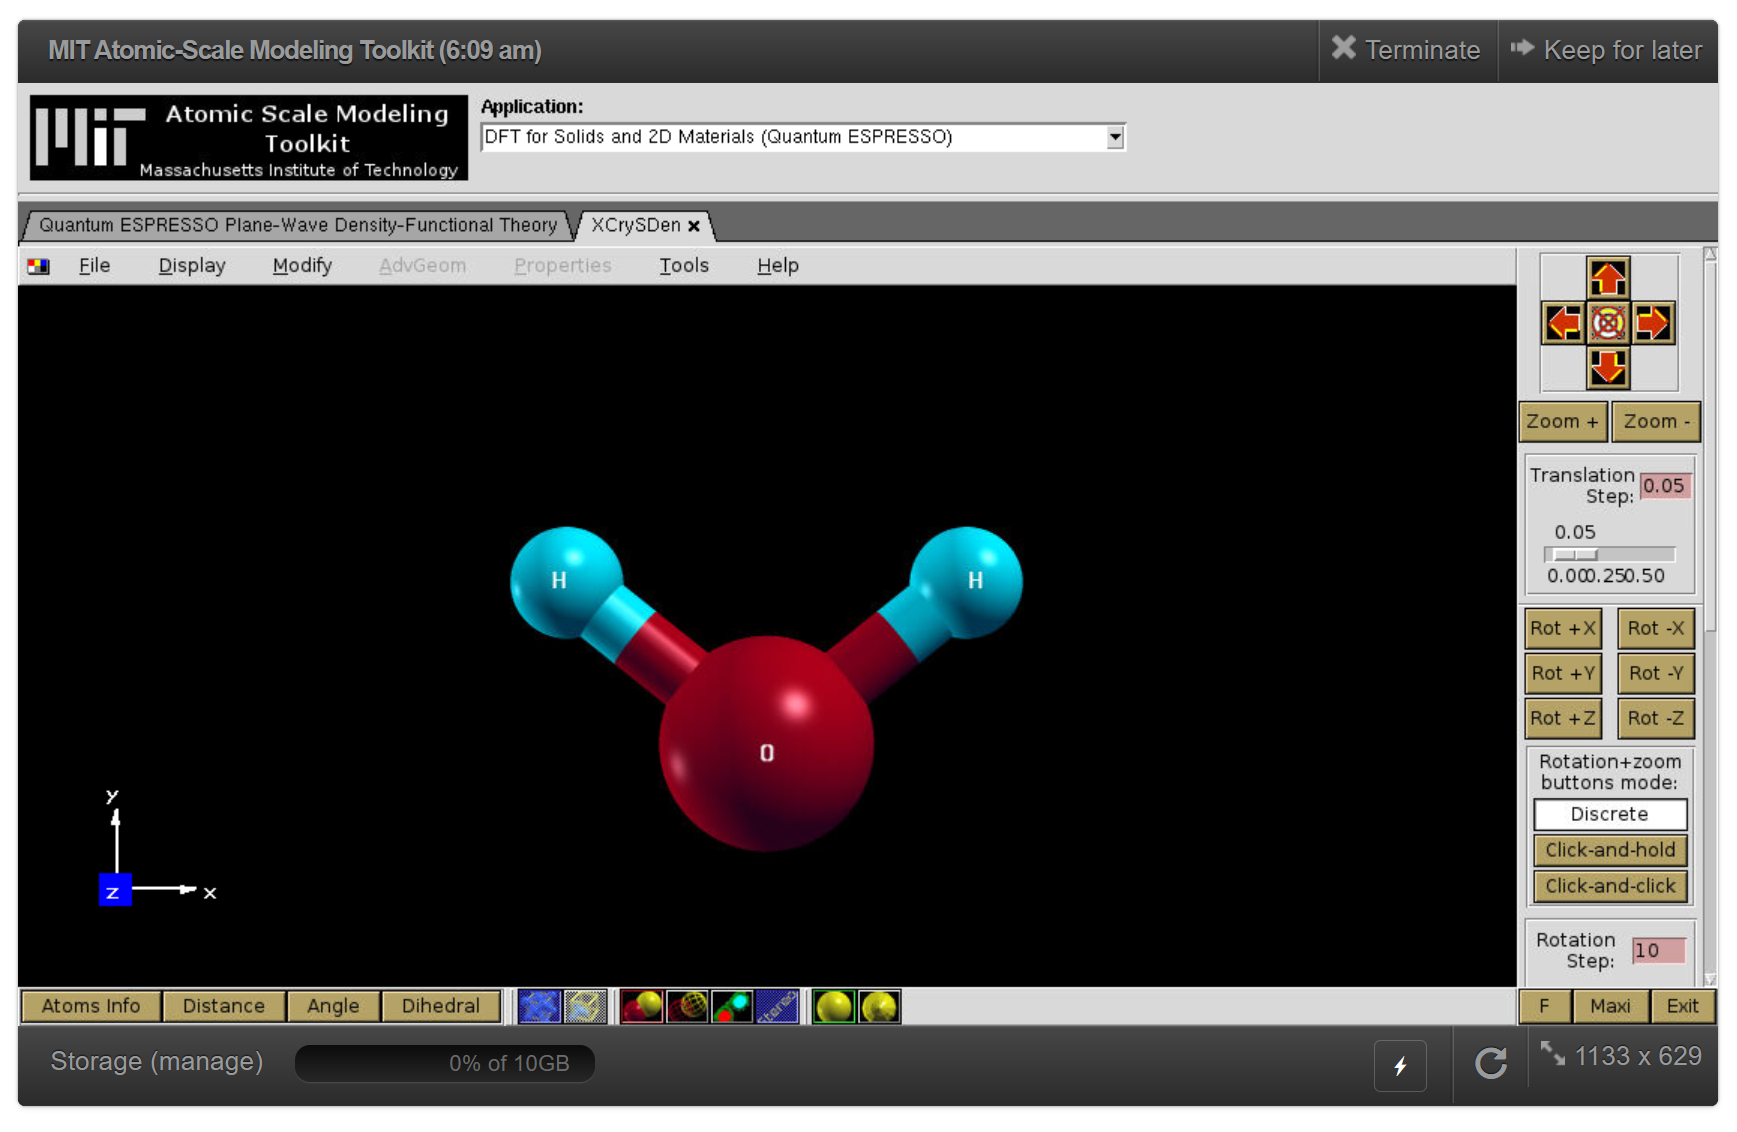 MIT Atomic-Scale Modeling Toolkit (6:09 am)
Terminate
Keep for later
MIT
Atomic Scale Modeling
Toolkit
Massachusetts Institute of Technology
Application:
DFT for Solids and 2D Materials (Quantum ESPRESSO)
Quantum ESPRESSO Plane-Wave Density-Functional Theory
XCrySDen
File
Display
Modify
AdvGeom
Properties
Tools
Help
Zoom +
Zoom -
Translation
Step:
0.05
0.05
0.000.250.50
H
H
O
Rot +X
Rot -X
Rot +Y
Rot -Y
Rot +Z
Rot -Z
Rotation+zoom
buttons mode:
Discrete
Click-and-hold
Click-and-click
y
z
x
Rotation
Step:
10
Atoms Info
Distance
Angle
Dihedral
Stereo
F
Maxi
Exit
Storage (manage)
0% of 10GB
1133 x 629